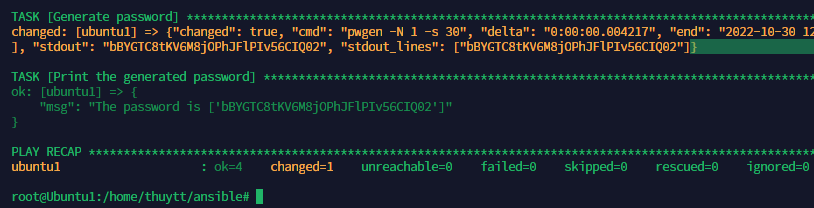 TASK [Generate password] ****************************************************************************************
changed: [ubuntu1] => {"changed": true, "cmd": "pwgen -N 1 -s 30", "delta": "0:00:00.004217", "end": "2022-10-30 12
], "stdout": "bBYGTC8tKV6M8jOPhJFlPIv56CIQ02", "stdout_lines": ["bBYGTC8tKV6M8jOPhJFlPIv56CIQ02"]}
TASK [Print the generated password] *****************************************************************************
ok: [ubuntu1] => {
"msg": "The password is ['bBYGTC8tKV6M8jOPhJFlPIv56CIQ02']"
}
PLAY RECAP ******************************************************************************************************
ubuntu1 : ok=4 changed=1 unreachable=0 failed=0 skipped=0 rescued=0 ignored=0
root@Ubuntu1:/home/thuytt/ansible#